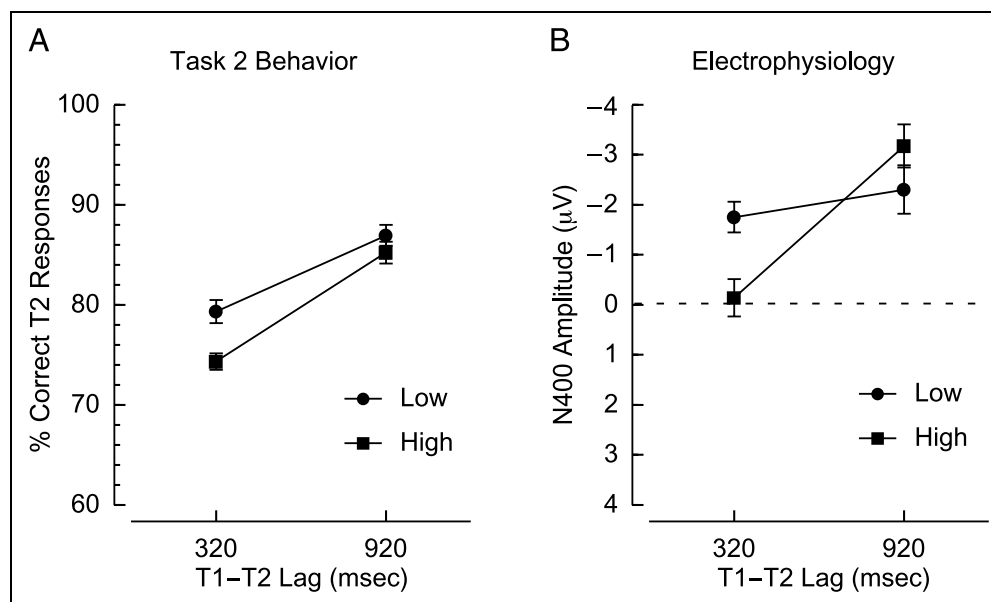 A
Task 2 Behavior
% Correct T2 Responses
100
90
80
70
60
Low
High
320
920
T1–T2 Lag (msec)
B
Electrophysiology
N400 Amplitude (μV)
–4
–3
–2
–1
0
1
2
3
4
Low
High
320
920
T1–T2 Lag (msec)